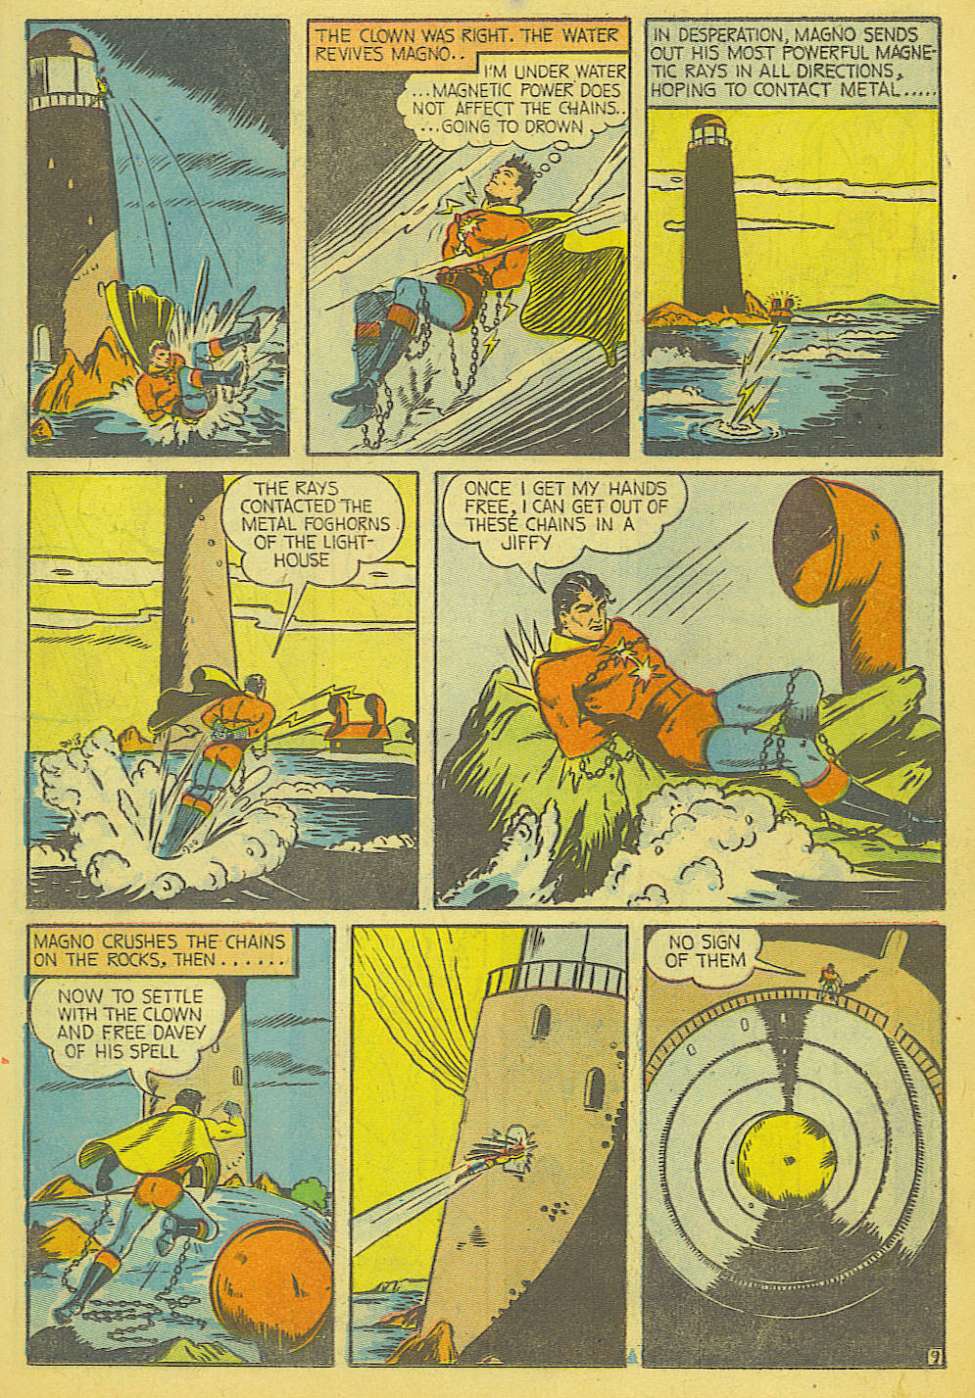 THE CLOWN WAS RIGHT. THE WATER
REVIVES MAGNO..
I'M UNDER WATER
...MAGNETIC POWER DOES
NOT AFFECT THE CHAINS..
...GOING TO DROWN
IN DESPERATION, MAGNO SENDS
OUT HIS MOST POWERFUL MAGNE-
TIC RAYS IN ALL DIRECTIONS,
HOPING TO CONTACT METAL.....
THE RAYS
CONTACTED THE
METAL FOGHORNS
OF THE LIGHT-
HOUSE
ONCE I GET MY HANDS
FREE, I CAN GET OUT OF
THESE CHAINS IN A
JIFFY
MAGNO CRUSHES THE CHAINS
ON THE ROCKS, THEN......
NOW TO SETTLE
WITH THE CLOWN
AND FREE DAVEY
OF HIS SPELL
NO SIGN
OF THEM
9